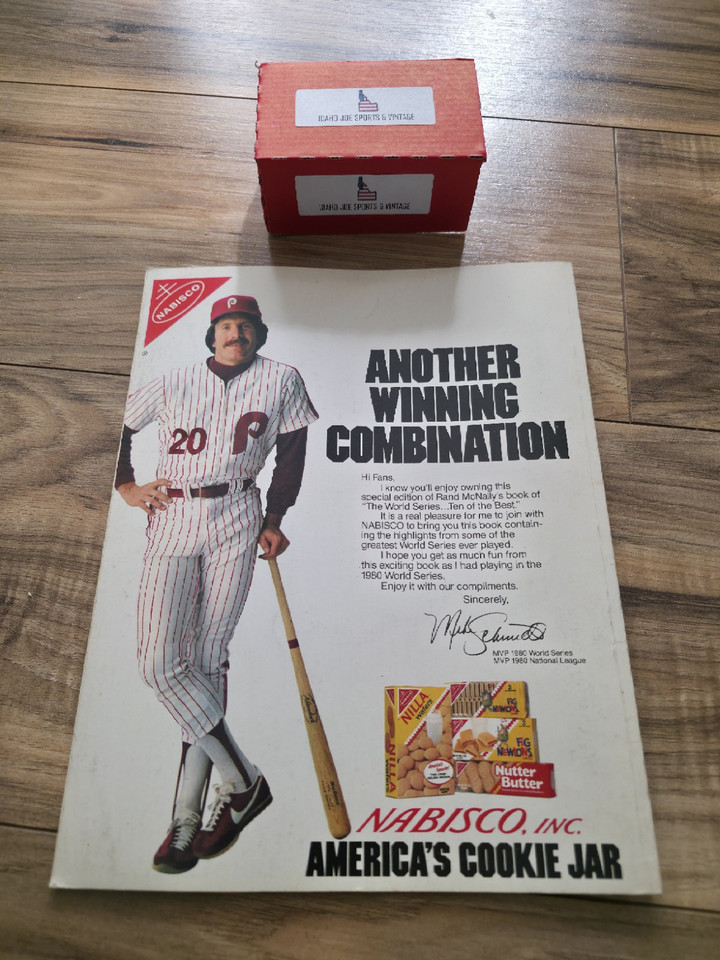 IDAHO JOE SPORTS & VINTAGE
IDAHO JOE SPORTS & VINTAGE
NABISCO
P
20 P
ANOTHER
WINNING
COMBINATION
Hi Fans,
I know you'll enjoy owning this
special edition of Rand McNally's book of
"The World Series...Ten of the Best."
It is a real pleasure for me to join with
NABISCO to bring you this book contain-
ing the highlights from some of the
greatest World Series ever played.
I hope you get as much fun from
this exciting book as I had playing in the
1980 World Series.
Enjoy it with our compliments.
Sincerely,
Mike Schmidt
MVP 1980 World Series
MVP 1980 National League
NILLA
wafers
NILLA
FIG
NEWTONS
FIG
NEWTONS
Nutter
Butter
NABISCO, INC.
AMERICA'S COOKIE JAR